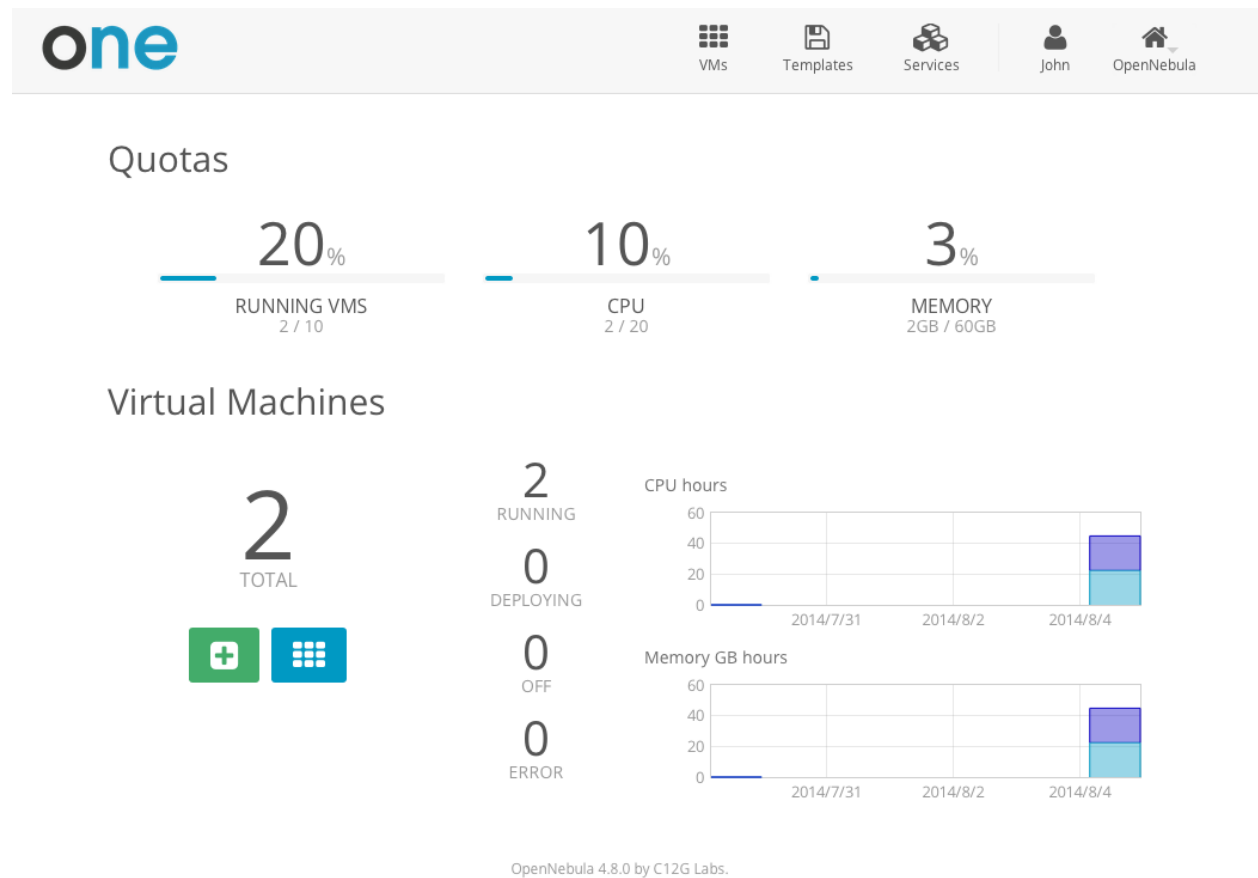 one
VMs
Templates
Services
John
OpenNebula
Quotas
20%
RUNNING VMS
2 / 10
10%
CPU
2 / 20
3%
MEMORY
2GB / 60GB
Virtual Machines
2
TOTAL
2
RUNNING
0
DEPLOYING
0
OFF
0
ERROR
CPU hours
60
40
20
0
2014/7/31 2014/8/2 2014/8/4
Memory GB hours
60
40
20
0
2014/7/31 2014/8/2 2014/8/4
OpenNebula 4.8.0 by C12G Labs.